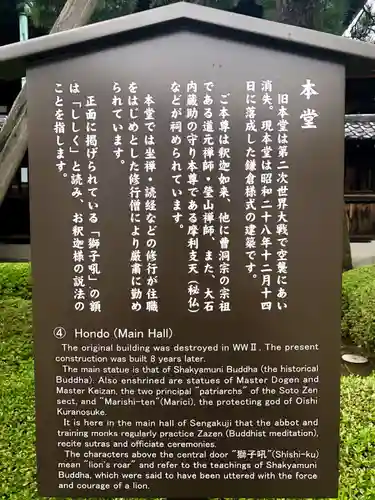 本堂
旧本堂は第二次世界大戦で空襲にあい
消失。現本堂は昭和二十八年十二月十四
日に落成した鎌倉様式の建築です。
ご本尊は釈迦如来、他に曹洞宗の宗祖
である道元禅師・瑩山禅師、また、大石
内蔵助の守り本尊である摩利支天（秘仏）
などが祠められています。
本堂では坐禅・読経などの修行が住職
をはじめとした修行僧により厳粛に勤め
られています。
正面に掲げられている「獅子吼」の額
は「ししく」と読み、お釈迦様の説法の
ことを指します。
④ Hondo (Main Hall)
The original building was destroyed in WWⅡ. The present
construction was built 8 years later.
The main statue is that of Shakyamuni Buddha (the historical
Buddha). Also enshrined are statues of Master Dogen and
Master Keizan, the two principal "patriarchs" of the Soto Zen
sect, and "Marishi-ten"(Marici), the protecting god of Oishi
Kuranosuke.
It is here in the main hall of Sengakuji that the abbot and
training monks regularly practice Zazen (Buddhist meditation),
recite sutras and officiate ceremonies.
The characters above the central door "獅子吼"(Shishi-ku)
mean "lion's roar" and refer to the teachings of Shakyamuni
Buddha, which were said to have been uttered with the force
and courage of a lion.